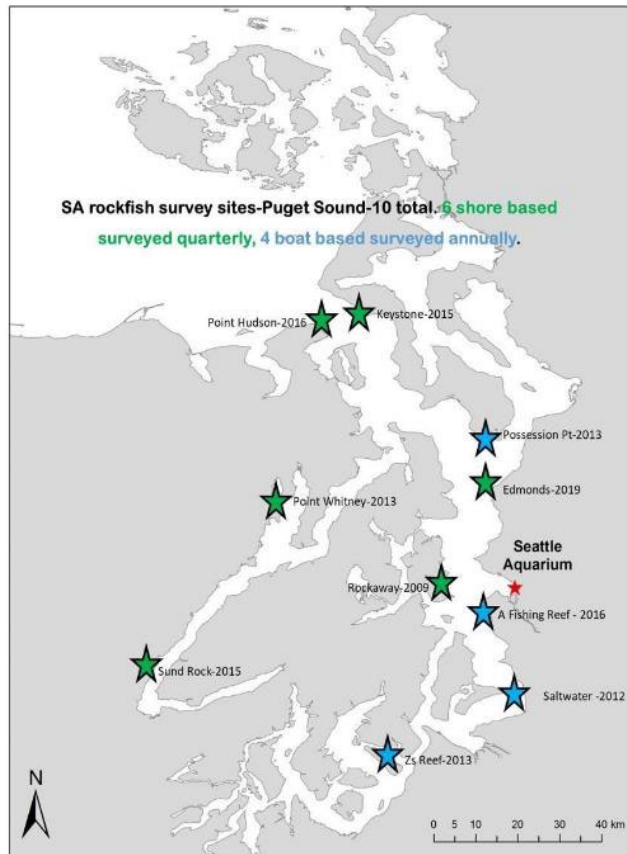 SA rockfish survey sites-Puget Sound-10 total. 6 shore based
surveyed quarterly, 4 boat based surveyed annually.
Point Hudson-2016
Keystone-2015
Possession Pt-2013
Edmonds-2019
Point Whitney-2013
Seattle
Aquarium
Rockaway-2009
A Fishing Reef - 2016
Sund Rock-2015
Saltwater -2012
Zs Reef-2013
N
0 5 10 20 30 40 km